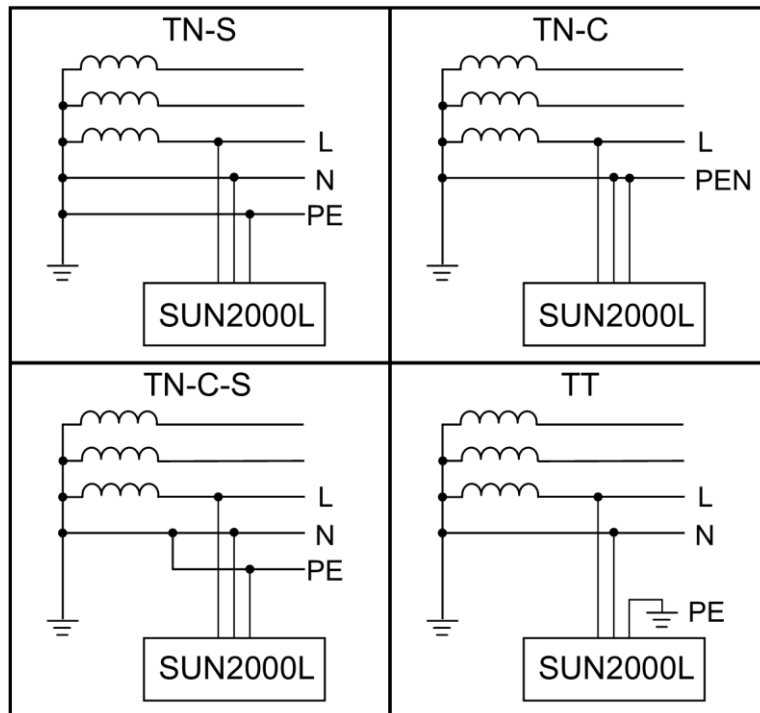 TN-S
L
N
PE
SUN2000L
TN-C
L
PEN
SUN2000L
TN-C-S
L
N
PE
SUN2000L
TT
L
N
PE
SUN2000L